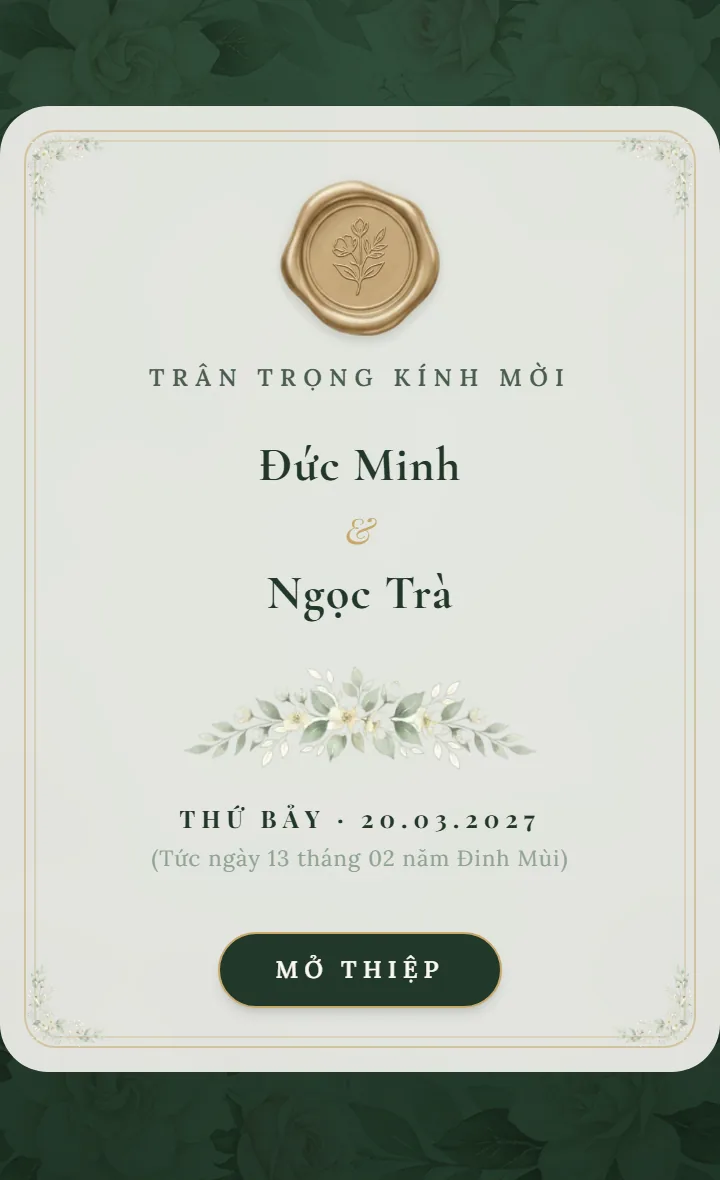 TRÂN TRỌNG KÍNH MỜI
Đức Minh
&
Ngọc Trà
THỨ BẢY · 20.03.2027
(Tức ngày 13 tháng 02 năm Đinh Mùi)
MỞ THIỆP